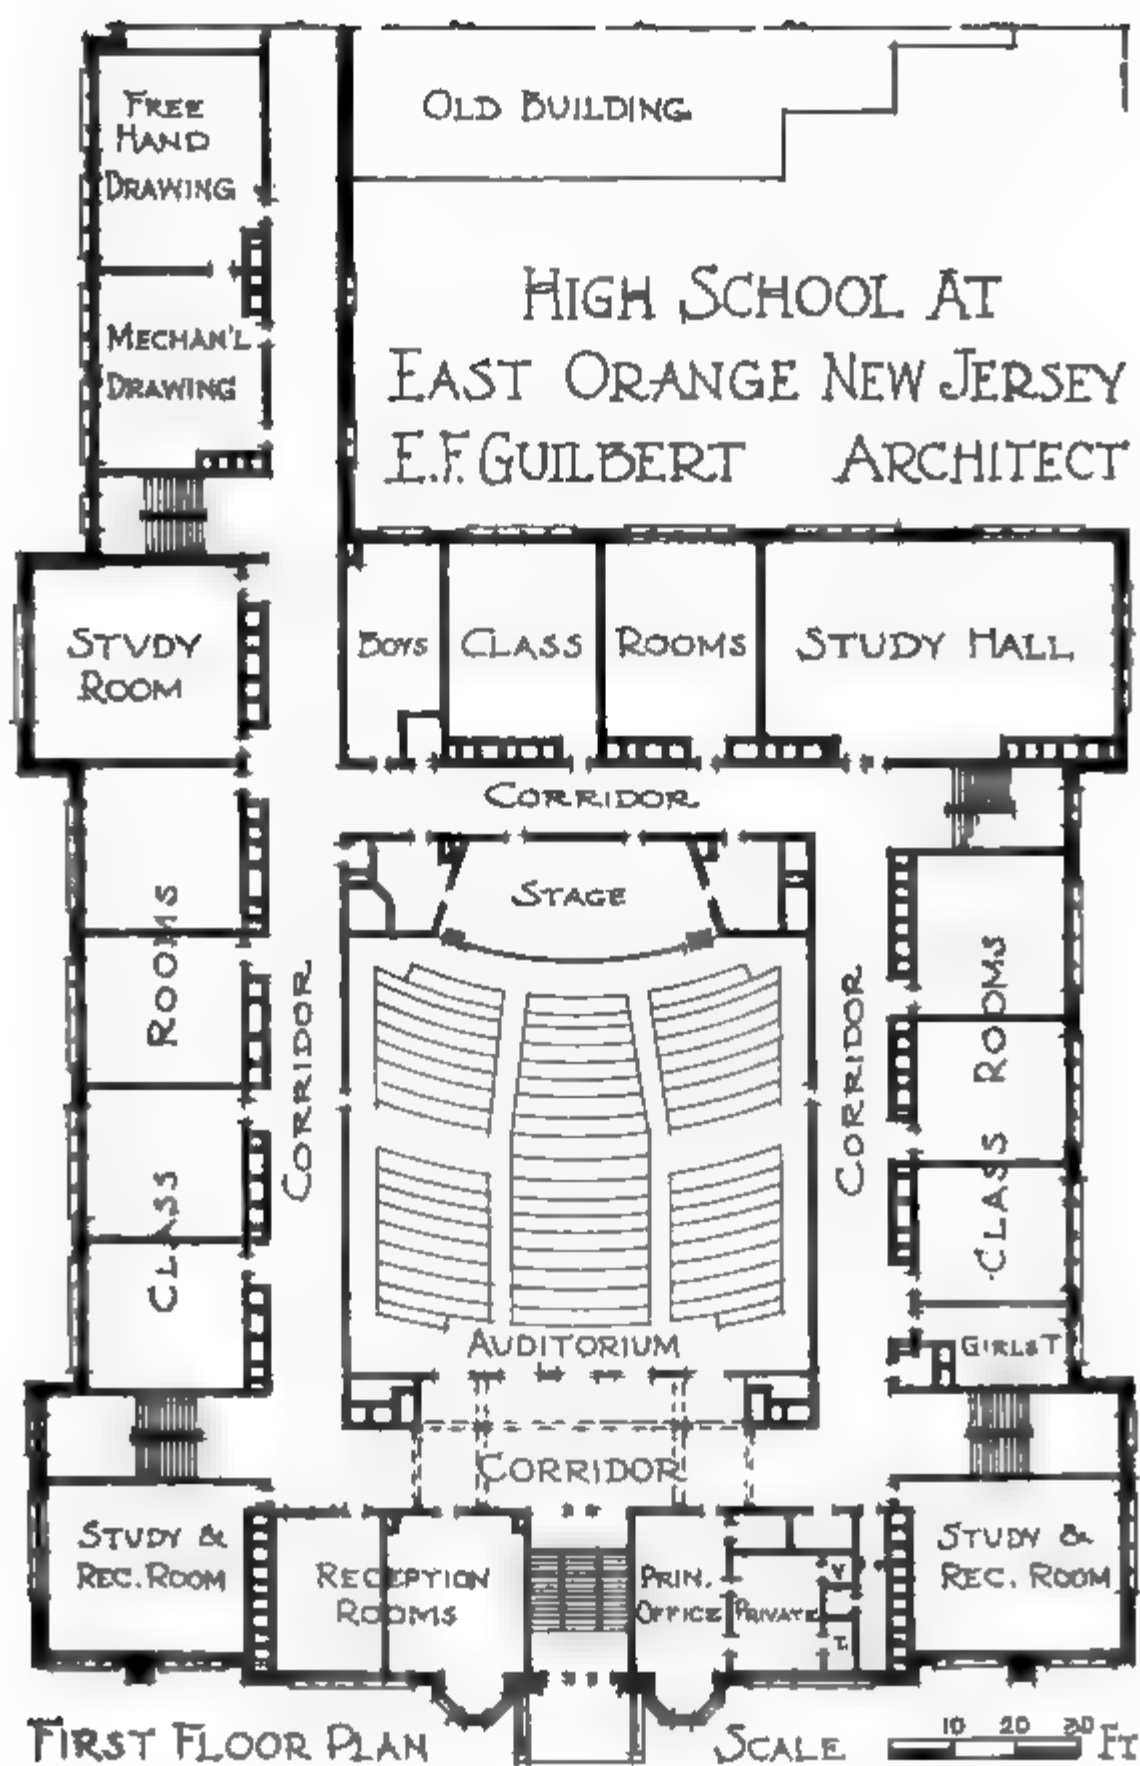 FREE
HAND
DRAWING
OLD BUILDING
HIGH SCHOOL AT
EAST ORANGE NEW JERSEY
E.F. GUILBERT ARCHITECT
MECHAN'L
DRAWING
STUDY
ROOM
BOYS
CLASS ROOMS
STUDY HALL
CORRIDOR
STAGE
CLASS ROOMS
CORRIDOR
CORRIDOR
CLASS ROOMS
AUDITORIUM
GIRLS T
CORRIDOR
STUDY &
REC. ROOM
RECEPTION
ROOMS
PRIN.
OFFICE
PRIVATE
V.
T.
STUDY &
REC. ROOM
FIRST FLOOR PLAN
SCALE
10 20 30 FT